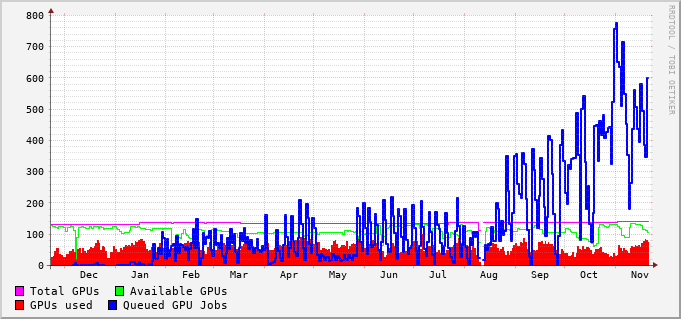 800
700
600
500
400
300
200
100
0
Dec Jan Feb Mar Apr May Jun Jul Aug Sep Oct Nov
Total GPUs Available GPUs
GPUs used Queued GPU Jobs
RRDTOOL / TOBI OETIKER